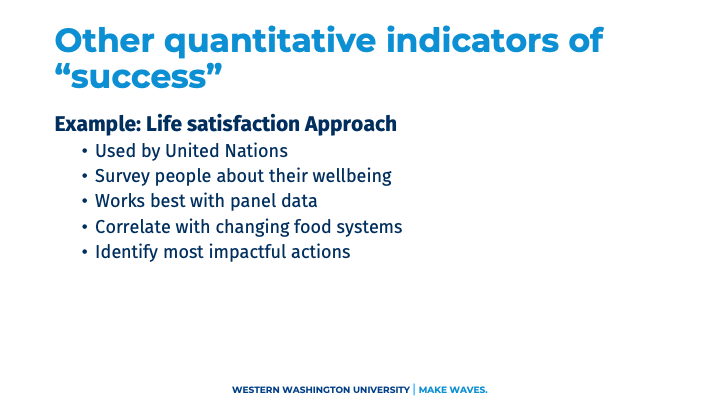 Other quantitative indicators of
“success”
Example: Life satisfaction Approach
• Used by United Nations
• Survey people about their wellbeing
• Works best with panel data
• Correlate with changing food systems
• Identify most impactful actions
WESTERN WASHINGTON UNIVERSITY | MAKE WAVES.